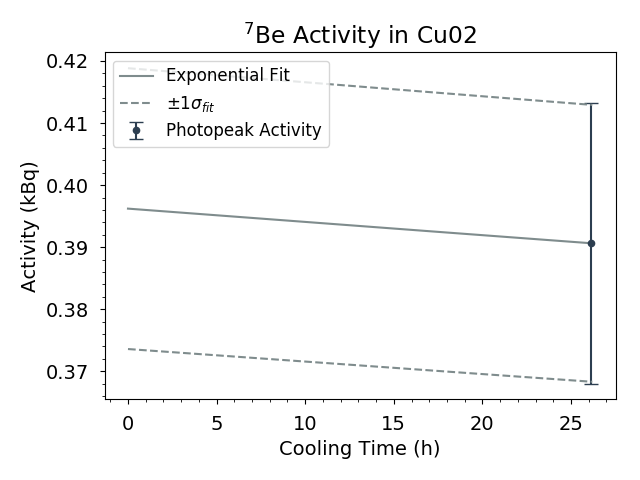 ⁷Be Activity in Cu02
Exponential Fit
±1σ_fit
Photopeak Activity
Activity (kBq)
0.42
0.41
0.40
0.39
0.38
0.37
0 5 10 15 20 25
Cooling Time (h)